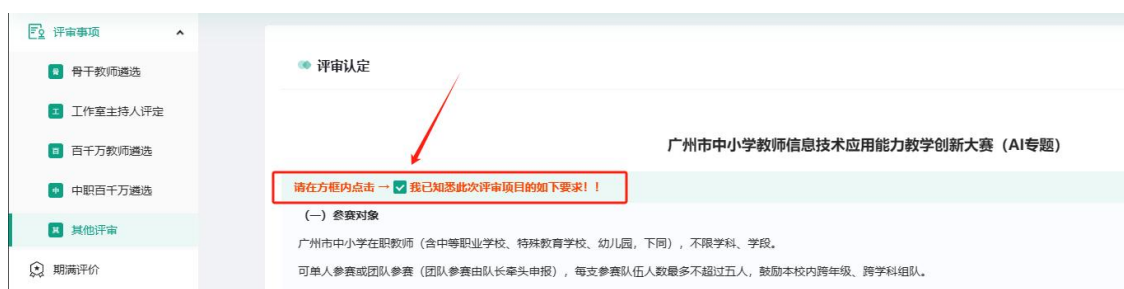 评审事项
骨 骨干教师遴选
工 工作室主持人评定
百 百千万教师遴选
中职百千万遴选
其 其他评审
期满评价
评审认定
广州市中小学教师信息技术应用能力教学创新大赛（AI专题）
请在方框内点击 → 我已知悉此次评审项目的如下要求！！
（一）参赛对象
广州市中小学在职教师（含中等职业学校、特殊教育学校、幼儿园，下同），不限学科、学段。
可单人参赛或团队参赛（团队参赛由队长牵头申报），每支参赛队伍人数最多不超过五人，鼓励本校内跨年级、跨学科组队。